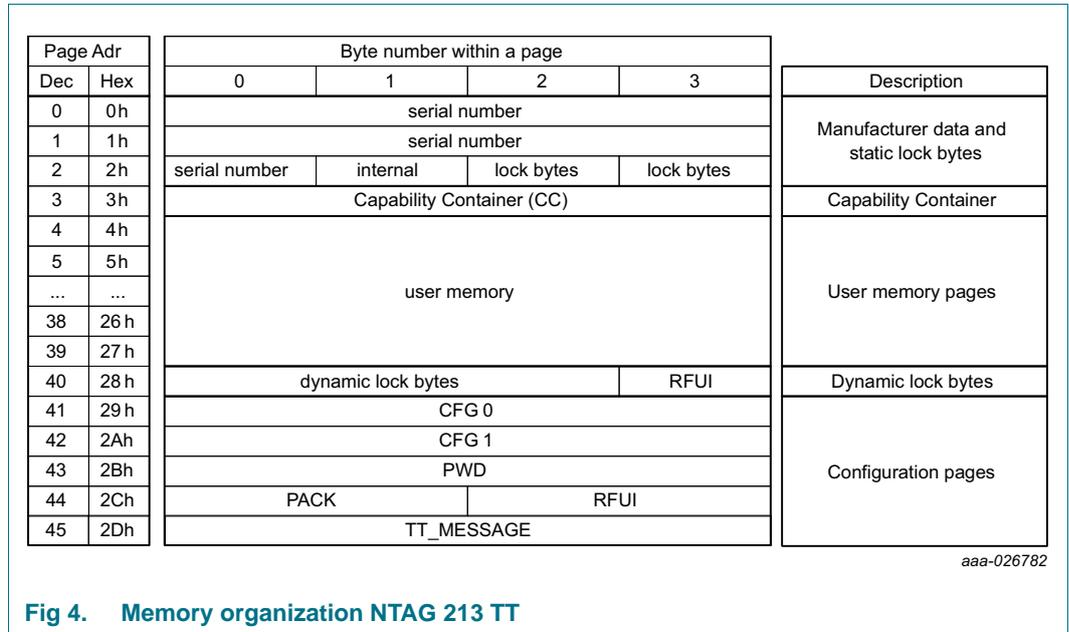 Page Adr Byte number within a page
Dec Hex 0 1 2 3 Description
0 0h serial number
1 1h serial number
Manufacturer data and
static lock bytes
2 2h serial number internal lock bytes lock bytes
3 3h Capability Container (CC) Capability Container
4 4h
5 5h
... ... user memory User memory pages
38 26 h
39 27 h
40 28 h dynamic lock bytes RFUI Dynamic lock bytes
41 29 h CFG 0
42 2Ah CFG 1
43 2Bh PWD Configuration pages
44 2Ch PACK RFUI
45 2Dh TT_MESSAGE
aaa-026782
Fig 4. Memory organization NTAG 213 TT